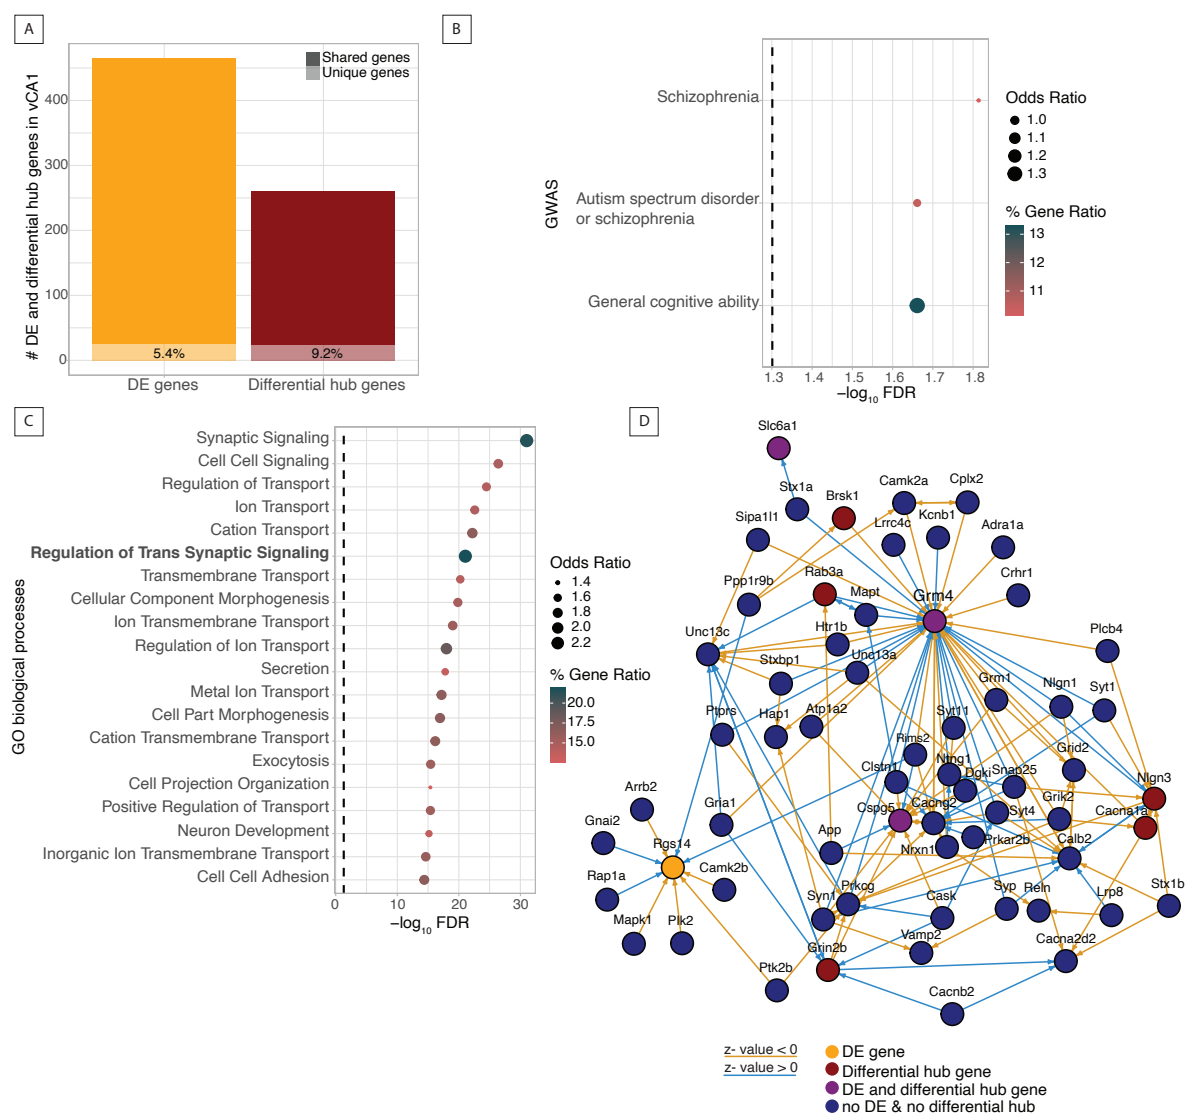 A
# DE and differential hub genes in vCA1
400
300
200
100
0
Shared genes
Unique genes
5.4%
9.2%
DE genes
Differential hub genes
B
GWAS
Schizophrenia
Autism spectrum disorder
or schizophrenia
General cognitive ability
1.3 1.4 1.5 1.6 1.7 1.8
−log10 FDR
Odds Ratio
1.0
1.1
1.2
1.3
% Gene Ratio
13
12
11
C
GO biological processes
Synaptic Signaling
Cell Cell Signaling
Regulation of Transport
Ion Transport
Cation Transport
Regulation of Trans Synaptic Signaling
Transmembrane Transport
Cellular Component Morphogenesis
Ion Transmembrane Transport
Regulation of Ion Transport
Secretion
Metal Ion Transport
Cell Part Morphogenesis
Cation Transmembrane Transport
Exocytosis
Cell Projection Organization
Positive Regulation of Transport
Neuron Development
Inorganic Ion Transmembrane Transport
Cell Cell Adhesion
0 10 20 30
−log10 FDR
Odds Ratio
1.4
1.6
1.8
2.0
2.2
% Gene Ratio
20.0
17.5
15.0
D
Slc6a1
Stx1a
Brsk1
Camk2a
Cplx2
Sipa1l1
Lrrc4c
Kcnb1
Adra1a
Ppp1r9b
Rab3a
Mapt
Grm4
Crhr1
Unc13c
Htr1b
Plcb4
Stxbp1
Unc13a
Grm1
Nlgn1
Syt1
Ptprs
Hap1
Atp1a2
Syt11
Rims2
Grid2
Clstn1
Ntng1
Dgki
Snap25
Nlgn3
Arrb2
Gria1
Cspg5
Cacng2
Syt4
Grik2
Cacna1a
Gnai2
Rgs14
App
Nrxn1
Prkar2b
Calb2
Rap1a
Camk2b
Syn1
Prkcg
Cask
Syp
Reln
Lrp8
Stx1b
Mapk1
Plk2
Vamp2
Cacna2d2
Ptk2b
Grin2b
Cacnb2
z- value < 0
z- value > 0
DE gene
Differential hub gene
DE and differential hub gene
no DE & no differential hub